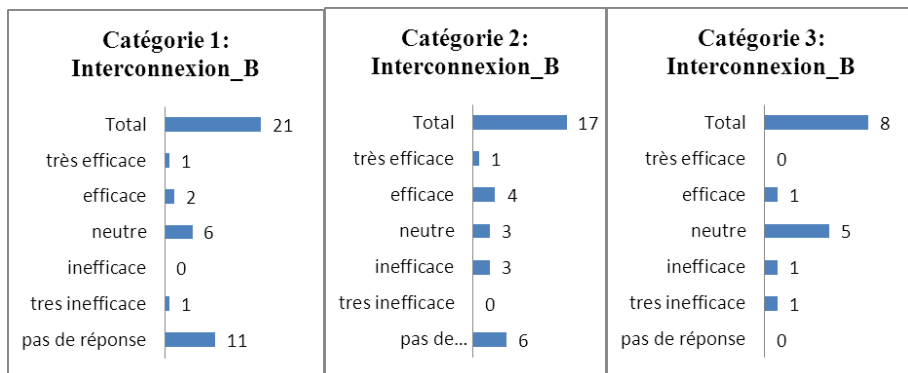 Catégorie 1:
Interconnexion_B
Total 21
très efficace 1
efficace 2
neutre 6
inefficace 0
tres inefficace 1
pas de réponse 11
Catégorie 2:
Interconnexion_B
Total 17
très efficace 1
efficace 4
neutre 3
inefficace 3
tres inefficace 0
pas de... 6
Catégorie 3:
Interconnexion_B
Total 8
très efficace 0
efficace 1
neutre 5
inefficace 1
tres inefficace 1
pas de réponse 0